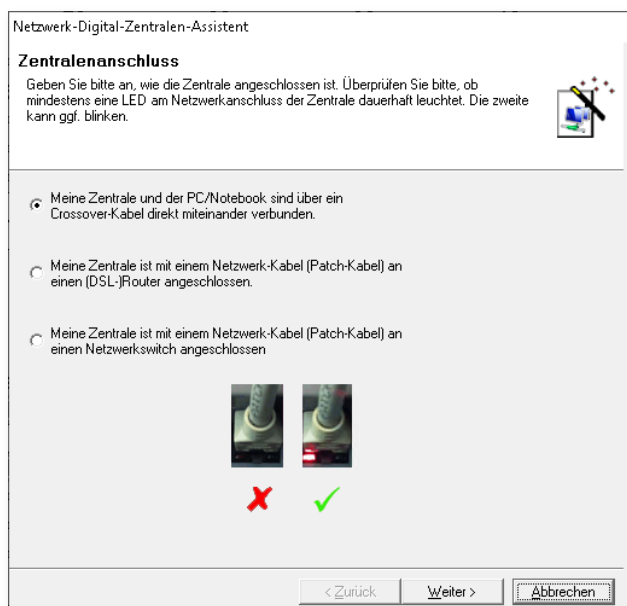 Netzwerk-Digital-Zentralen-Assistent
Zentralenanschluss
Geben Sie bitte an, wie die Zentrale angeschlossen ist. Überprüfen Sie bitte, ob
mindestens eine LED am Netzwerkanschluss der Zentrale dauerhaft leuchtet. Die zweite
kann ggf. blinken.
Meine Zentrale und der PC/Notebook sind über ein
Crossover-Kabel direkt miteinander verbunden.
Meine Zentrale ist mit einem Netzwerk-Kabel (Patch-Kabel) an
einen (DSL-)Router angeschlossen.
Meine Zentrale ist mit einem Netzwerk-Kabel (Patch-Kabel) an
einen Netzwerkswitch angeschlossen
< Zurück Weiter > Abbrechen